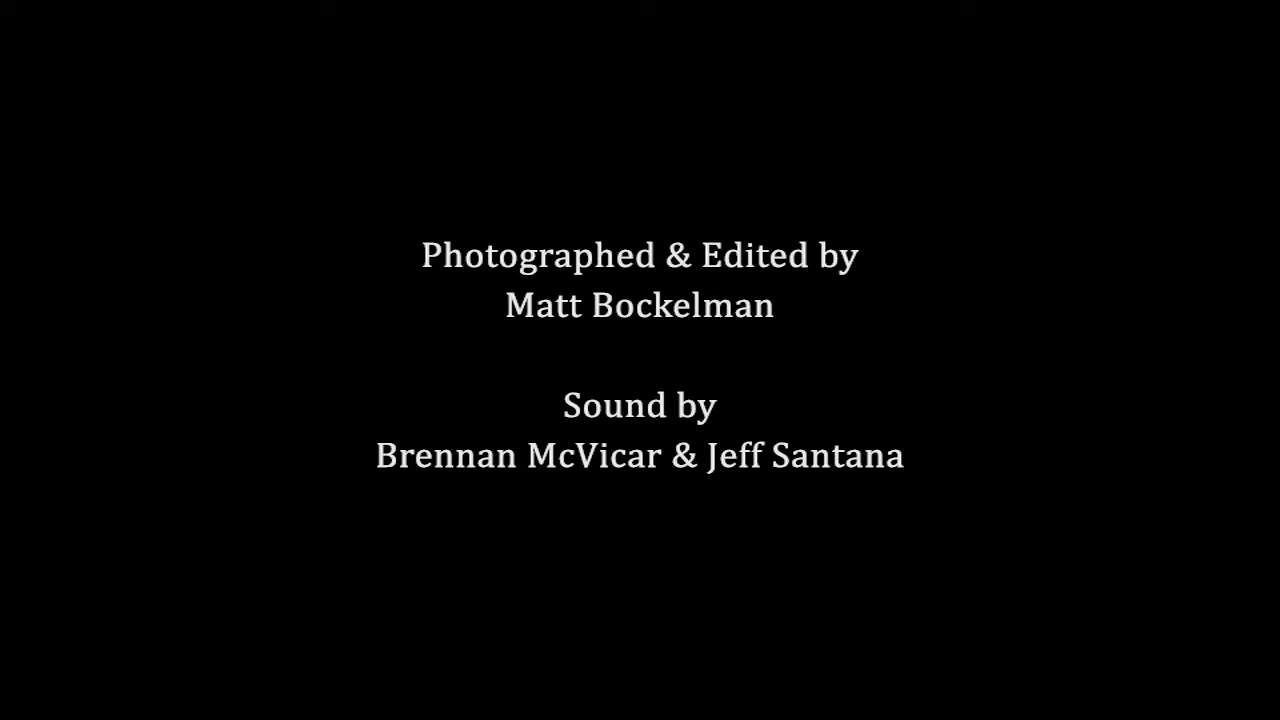 Photographed & Edited by
Matt Bockelman
Sound by
Brennan McVicar & Jeff Santana